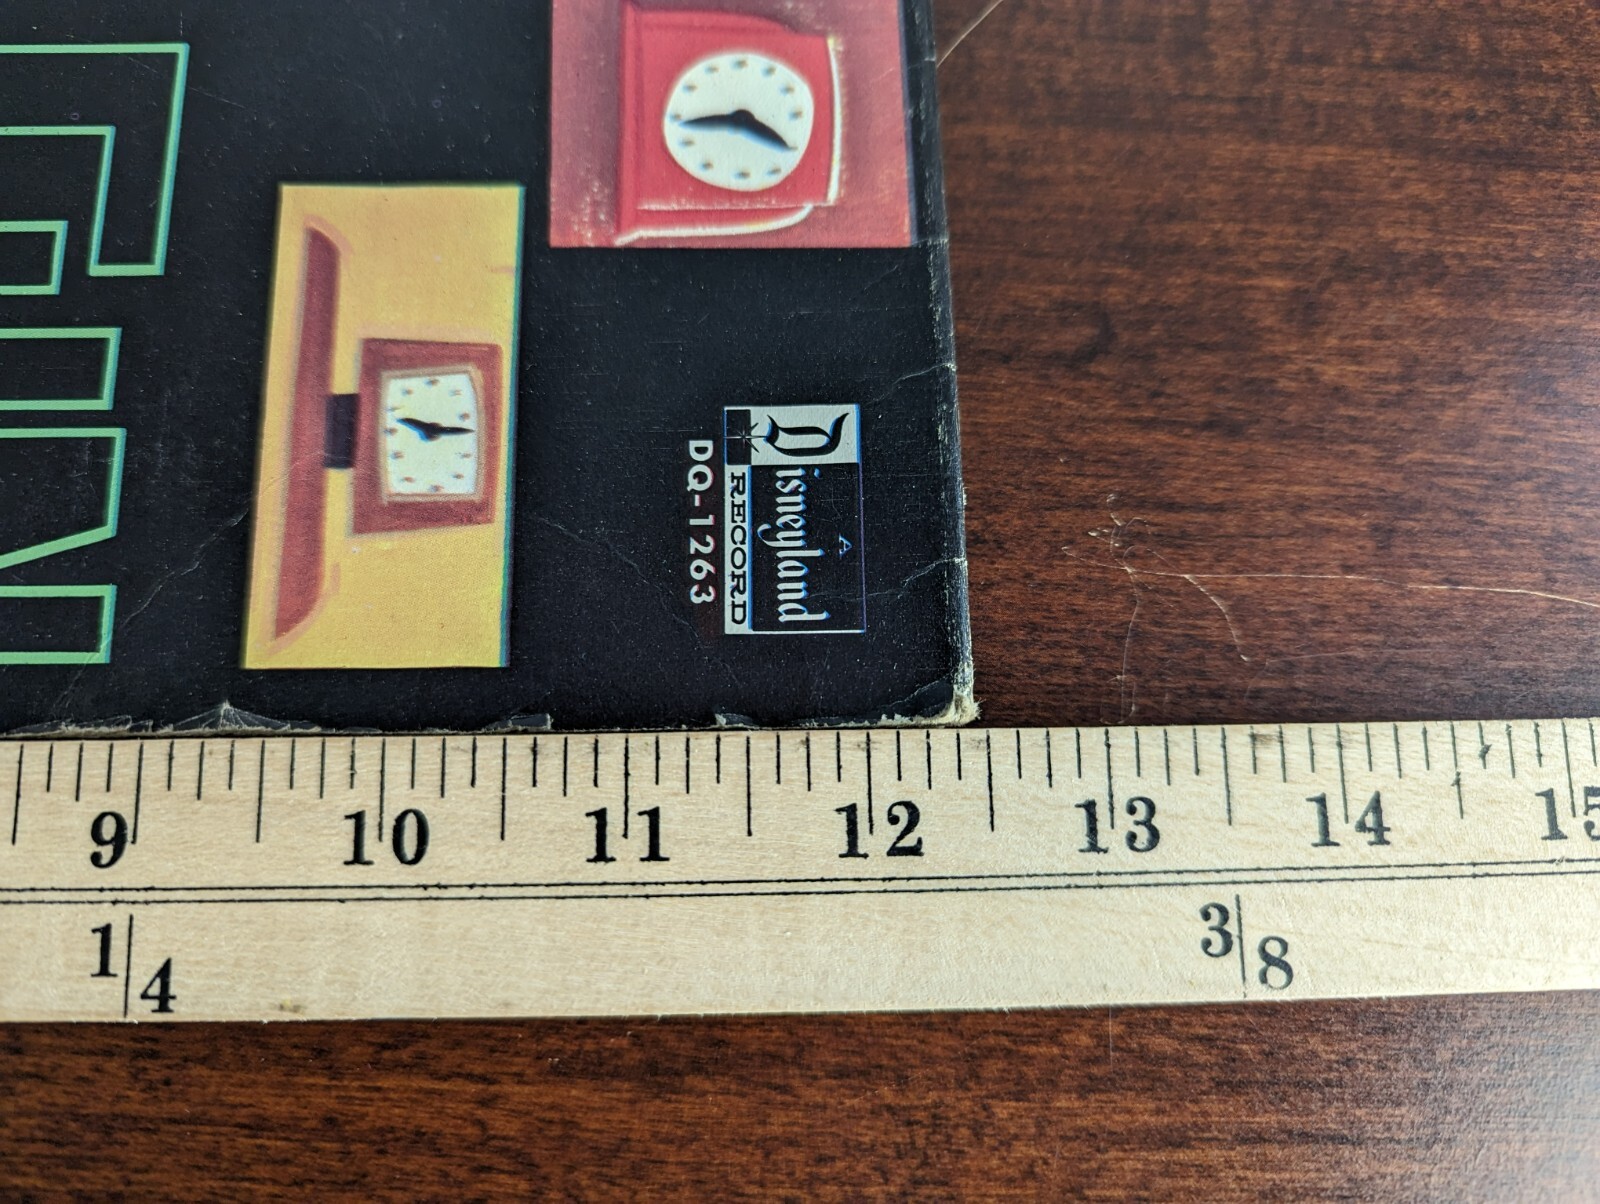 A
Disneyland
RECORD
DQ-1263
9 10 11 12 13 14 15
1/4 3/8